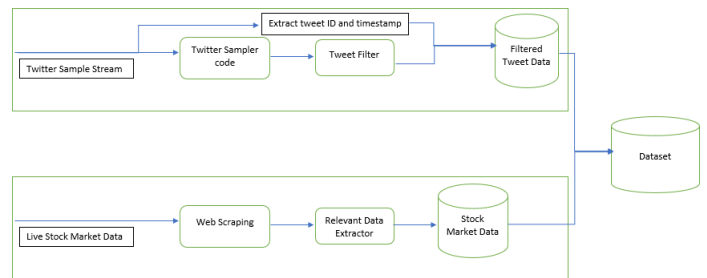 Extract tweet ID and timestamp
Twitter Sample Stream
Twitter Sampler
code
Tweet Filter
Filtered
Tweet Data
Dataset
Live Stock Market Data
Web Scraping
Relevant Data
Extractor
Stock
Market Data